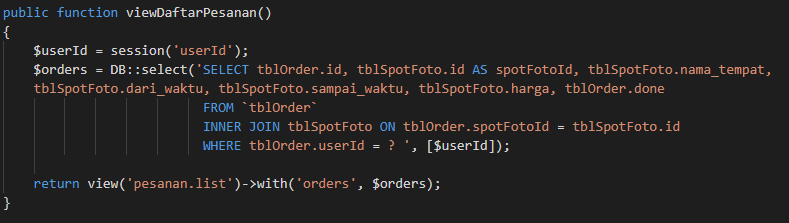 public function viewDaftarPesanan()
{
    $userId = session('userId');
    $orders = DB::select('SELECT tblOrder.id, tblSpotFoto.id AS spotFotoId, tblSpotFoto.nama_tempat,
    tblSpotFoto.dari_waktu, tblSpotFoto.sampai_waktu, tblSpotFoto.harga, tblOrder.done
                          FROM `tblOrder`
                          INNER JOIN tblSpotFoto ON tblOrder.spotFotoId = tblSpotFoto.id
                          WHERE tblOrder.userId = ? ', [$userId]);
    return view('pesanan.list')->with('orders', $orders);
}